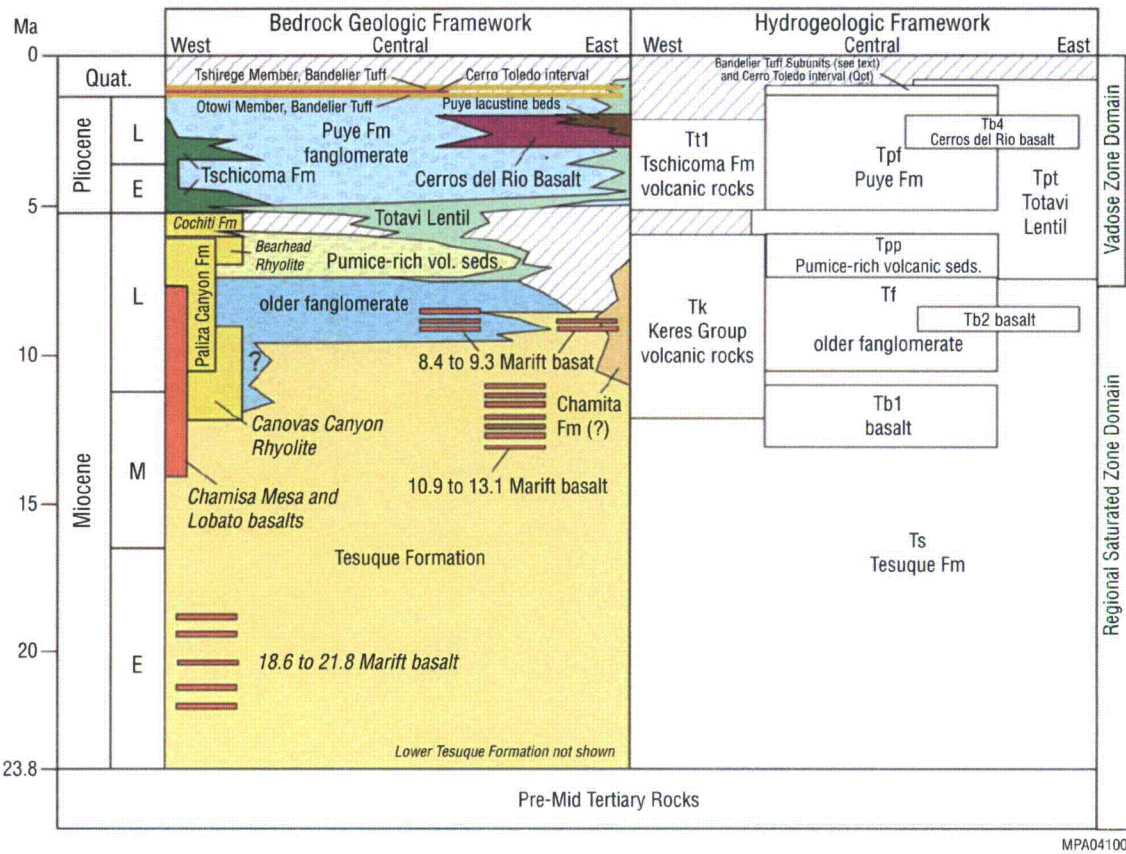 Ma
Bedrock Geologic Framework
Hydrogeologic Framework
West
Central
East
West
Central
East
0
Quat.
Tshirege Member, Bandelier Tuff
Cerro Toledo interval
Otowi Member, Bandelier Tuff
Puye lacustine beds
Bandelier Tuff Subunits (see text)
and Cerro Toledo interval (Qct)
Pliocene
L
E
Puye Fm
fanglomerate
Tschicoma Fm
Cerros del Rio Basalt
Tt1
Tschicoma Fm
volcanic rocks
Tpf
Puye Fm
Tb4
Cerros del Rio basalt
Tpt
Totavi
Lentil
Vadose Zone Domain
5
Cochiti Fm
Totavi Lentil
Bearhead
Rhyolite
Pumice-rich vol. seds.
Paliza Canyon Fm
older fanglomerate
Tpp
Pumice-rich volcanic seds.
Tk
Keres Group
volcanic rocks
Tf
older fanglomerate
Tb2 basalt
Miocene
L
10
?
8.4 to 9.3 Marift basat
Chamita
Fm (?)
Tb1
basalt
Canovas Canyon
Rhyolite
M
10.9 to 13.1 Marift basalt
Chamisa Mesa and
Lobato basalts
15
Tesuque Formation
Ts
Tesuque Fm
Regional Saturated Zone Domain
20
E
18.6 to 21.8 Marift basalt
Lower Tesuque Formation not shown
23.8
Pre-Mid Tertiary Rocks
MPA04100